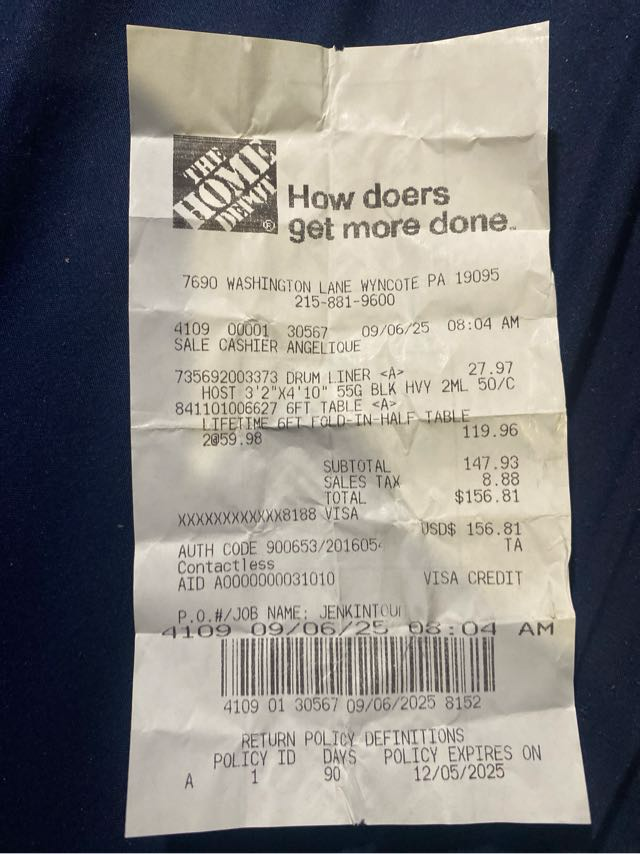 THE
HOME
DEPOT®
How doers
get more done™
7690 WASHINGTON LANE WYNCOTE PA 19095
215-881-9600
4109 00001 30567 09/06/25 08:04 AM
SALE CASHIER ANGELIQUE
735692003373 DRUM LINER <A> 27.97
HOST 3'2"X4'10" 55G BLK HVY 2ML 50/C
841101006627 6FT TABLE <A>
LIFETIME 6FT FOLD-IN-HALF TABLE
2@59.98 119.96
SUBTOTAL 147.93
SALES TAX 8.88
TOTAL $156.81
XXXXXXXXXXXX8188 VISA
USD$ 156.81
AUTH CODE 900653/201605 TA
Contactless
AID A0000000031010 VISA CREDIT
P.O.#/JOB NAME:
4109 09/06/25 08:04 AM
4109 01 30567 09/06/2025 8152
RETURN POLICY DEFINITIONS
POLICY ID DAYS POLICY EXPIRES ON
A 1 90 12/05/2025